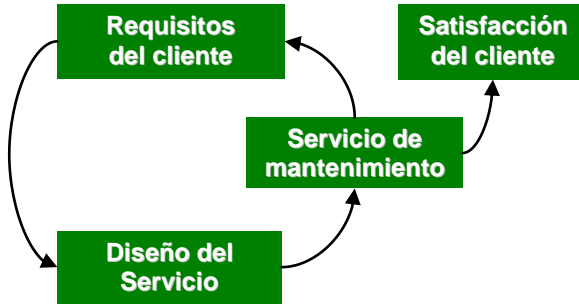 Requisitos
del cliente
Satisfacción
del cliente
Servicio de
mantenimiento
Diseño del
Servicio